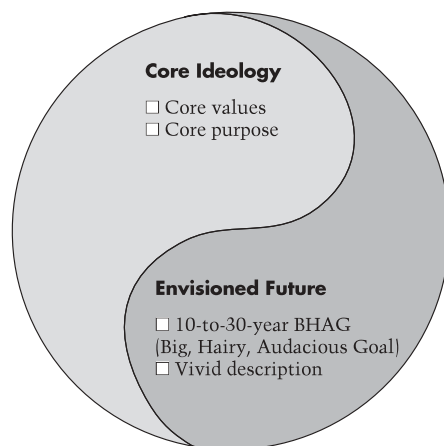 Core Ideology
☐ Core values
☐ Core purpose
Envisioned Future
☐ 10-to-30-year BHAG
(Big, Hairy, Audacious Goal)
☐ Vivid description